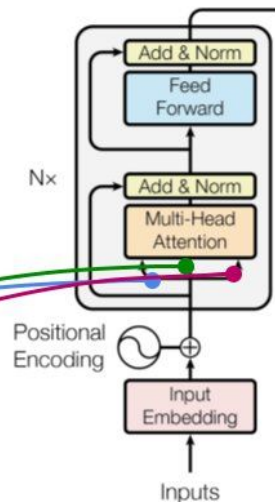 Add & Norm
Feed
Forward
Nx
Add & Norm
Multi-Head
Attention
Positional
Encoding
Input
Embedding
Inputs